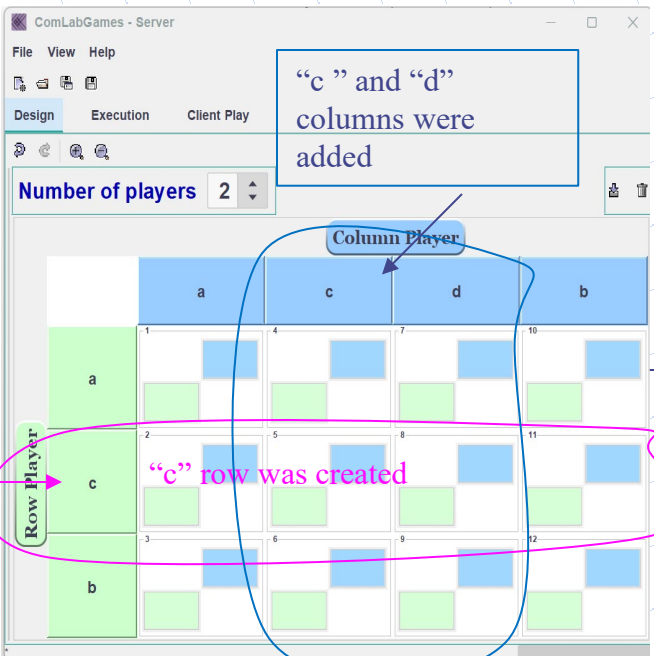 ComLabGames - Server
File View Help
Design Execution Client Play
“c ” and “d”
columns were
added
Number of players 2
Column Player
a c d b
1 4 7 10
a
2 5 8 11
Row Player
c
“c” row was created
3 6 9 12
b